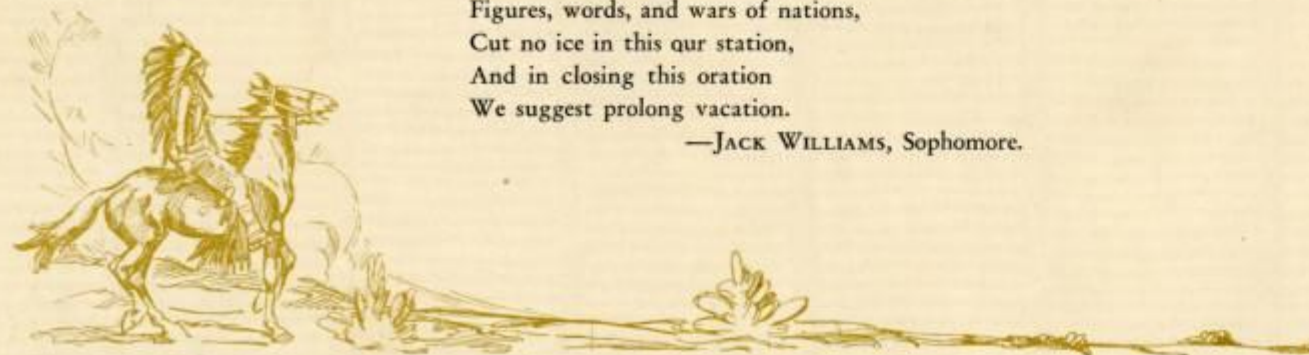 Figures, words, and wars of nations,
Cut no ice in this our station,
And in closing this oration
We suggest prolong vacation.
—JACK WILLIAMS, Sophomore.